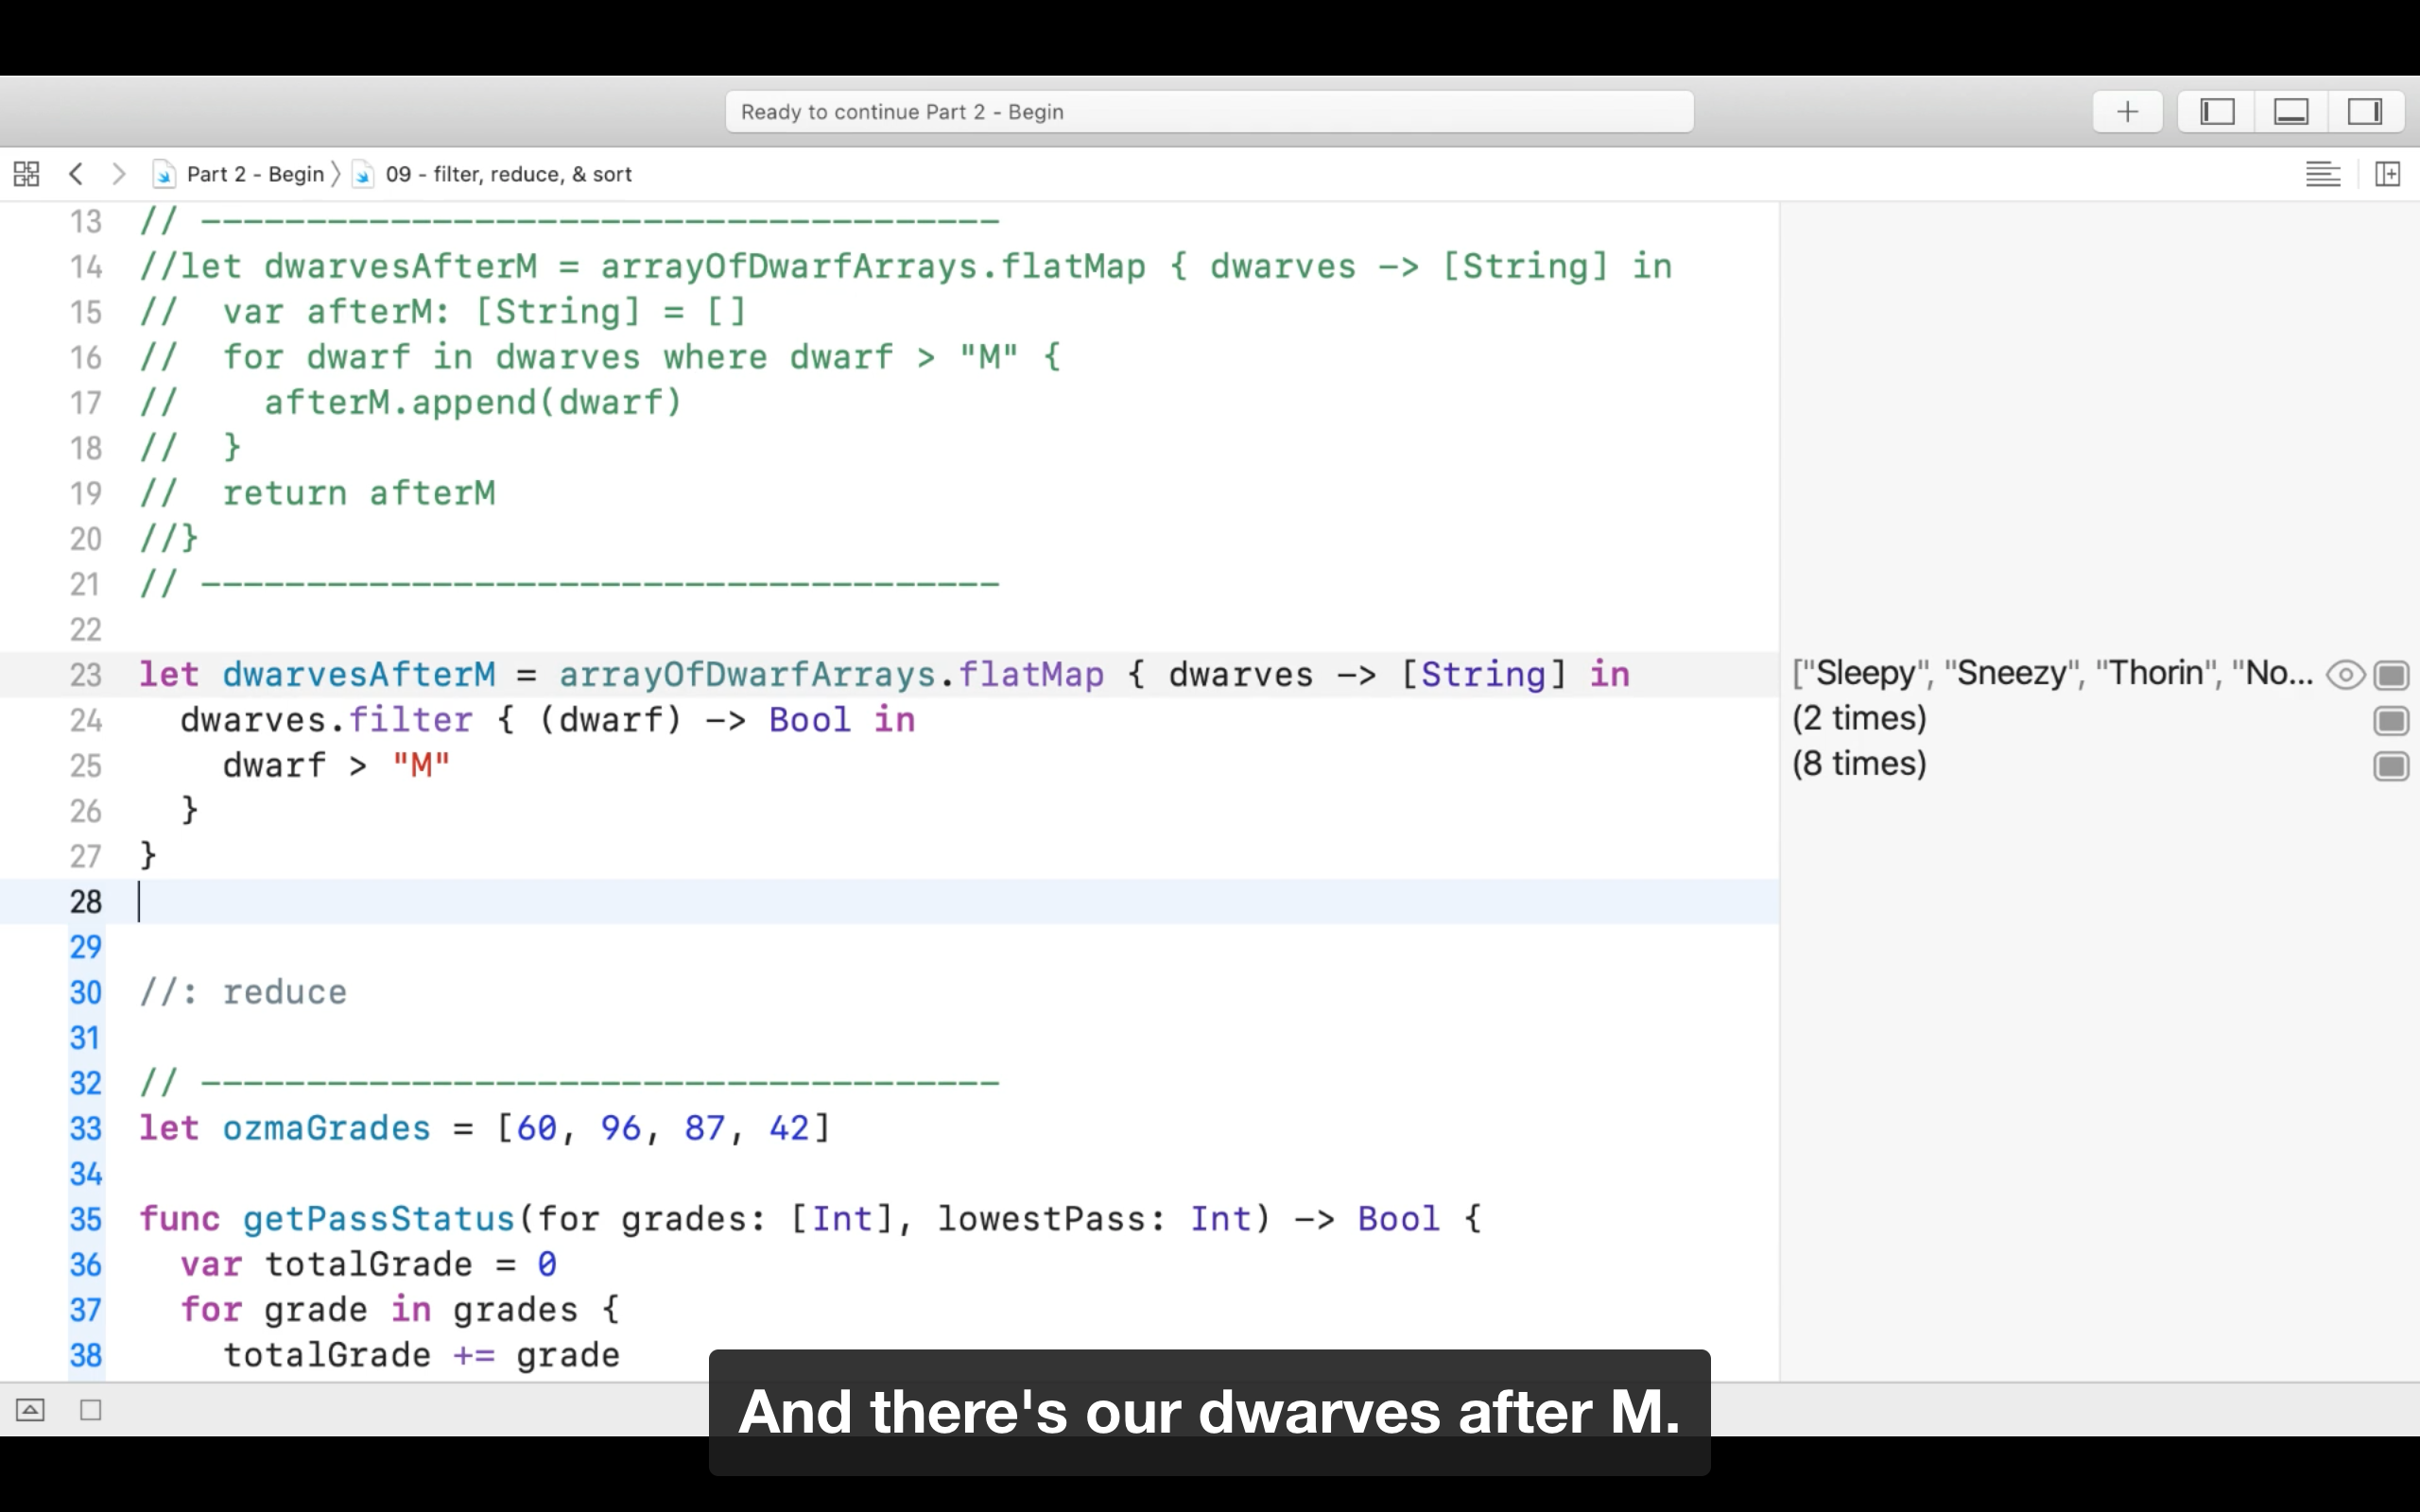 Ready to continue Part 2 - Begin
Part 2 - Begin 〉 09 - filter, reduce, & sort
13 // --------------------------------------
14 //let dwarvesAfterM = arrayOfDwarfArrays.flatMap { dwarves -> [String] in
15 //  var afterM: [String] = []
16 //  for dwarf in dwarves where dwarf > "M" {
17 //    afterM.append(dwarf)
18 //  }
19 //  return afterM
20 //}
21 // --------------------------------------
22
23 let dwarvesAfterM = arrayOfDwarfArrays.flatMap { dwarves -> [String] in ["Sleepy", "Sneezy", "Thorin", "No...
24   dwarves.filter { (dwarf) -> Bool in (2 times)
25     dwarf > "M" (8 times)
26   }
27 }
28
29
30 //: reduce
31
32 // --------------------------------------
33 let ozmaGrades = [60, 96, 87, 42]
34
35 func getPassStatus(for grades: [Int], lowestPass: Int) -> Bool {
36   var totalGrade = 0
37   for grade in grades {
38     totalGrade += grade
And there's our dwarves after M.